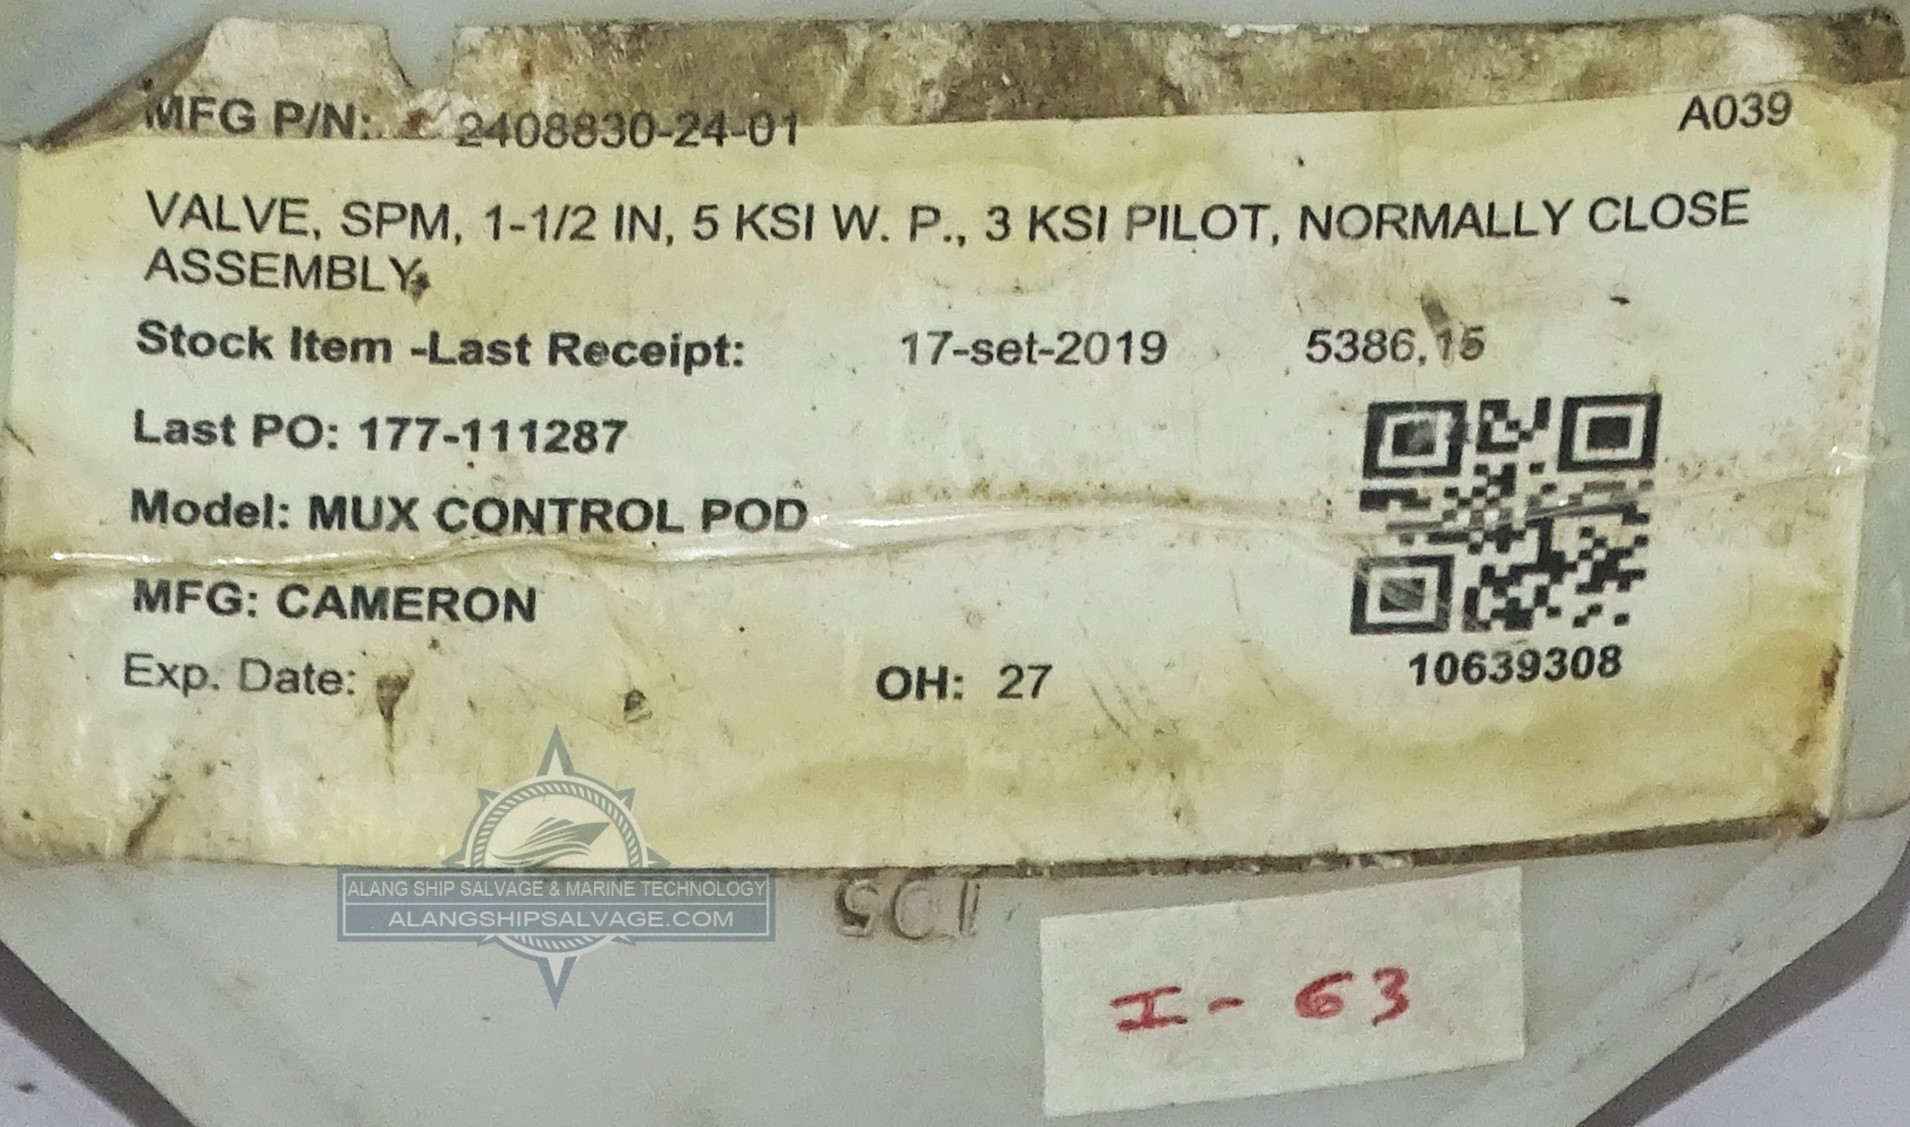 MFG P/N: 2408830-24-01 A039
VALVE, SPM, 1-1/2 IN, 5 KSI W. P., 3 KSI PILOT, NORMALLY CLOSE
ASSEMBLY,
Stock Item -Last Receipt: 17-set-2019 5386,15
Last PO: 177-111287
Model: MUX CONTROL POD
MFG: CAMERON
Exp. Date: OH: 27
10639308
ALANG SHIP SALVAGE & MARINE TECHNOLOGY
ALANGSHIPSALVAGE.COM
I- 63